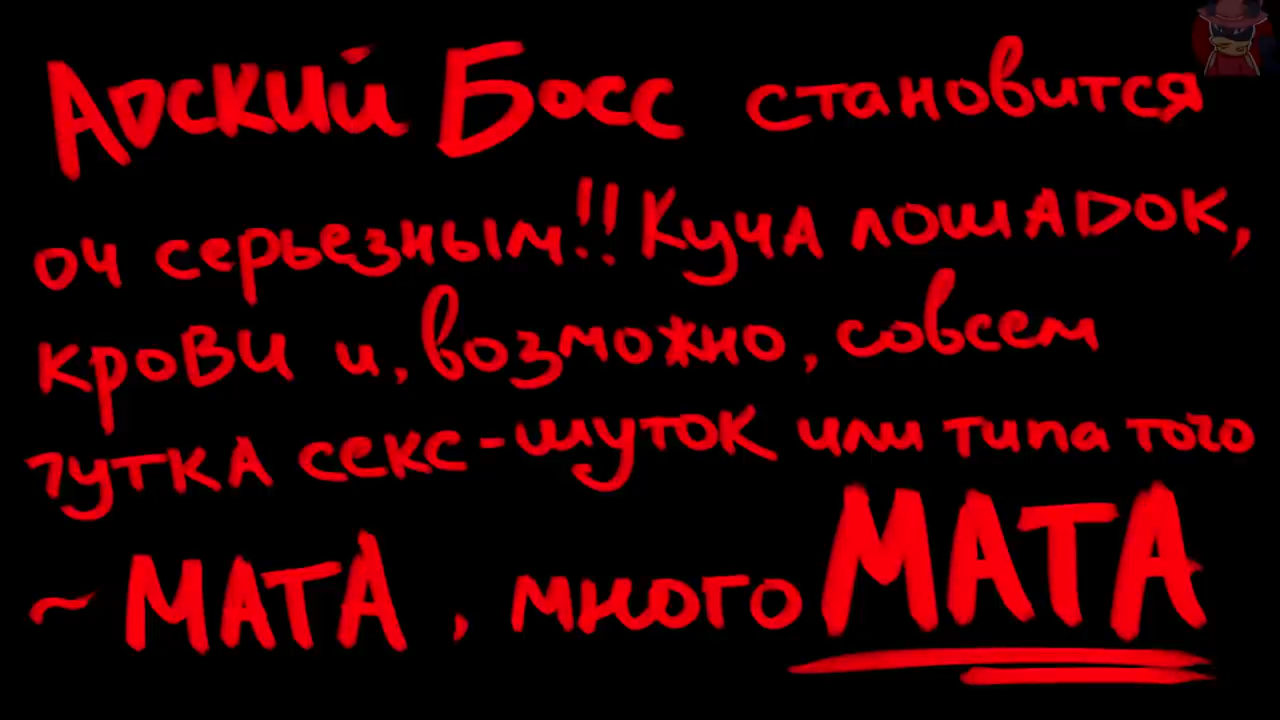 Адский Босс становится
оч серьезным!! Куча лошадок,
крови и, возможно, совсем
чутка секс-шуток или типа того
~ МАТА , много МАТА